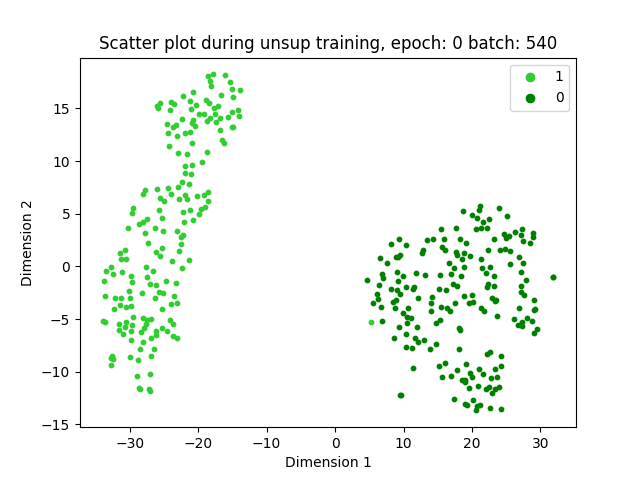 Scatter plot during unsup training, epoch: 0 batch: 540
1
0
15
10
5
0
−5
−10
−15
Dimension 2
−30 −20 −10 0 10 20 30
Dimension 1